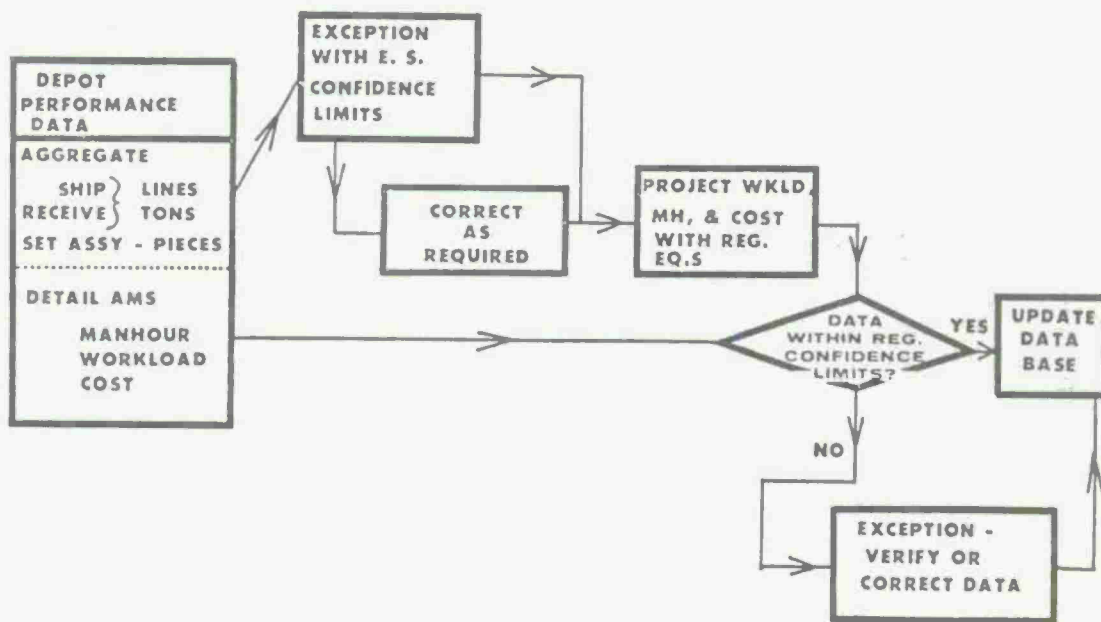 DEPOT
PERFORMANCE
DATA
AGGREGATE
SHIP } LINES
RECEIVE } TONS
SET ASSY - PIECES
DETAIL AMS
MANHOUR
WORKLOAD
COST
EXCEPTION
WITH E. S.
CONFIDENCE
LIMITS
CORRECT
AS
REQUIRED
PROJECT WKLD,
MH, & COST
WITH REG.
EQ.S
DATA
WITHIN REG.
CONFIDENCE
LIMITS?
YES
UPDATE
DATA
BASE
NO
EXCEPTION -
VERIFY OR
CORRECT DATA